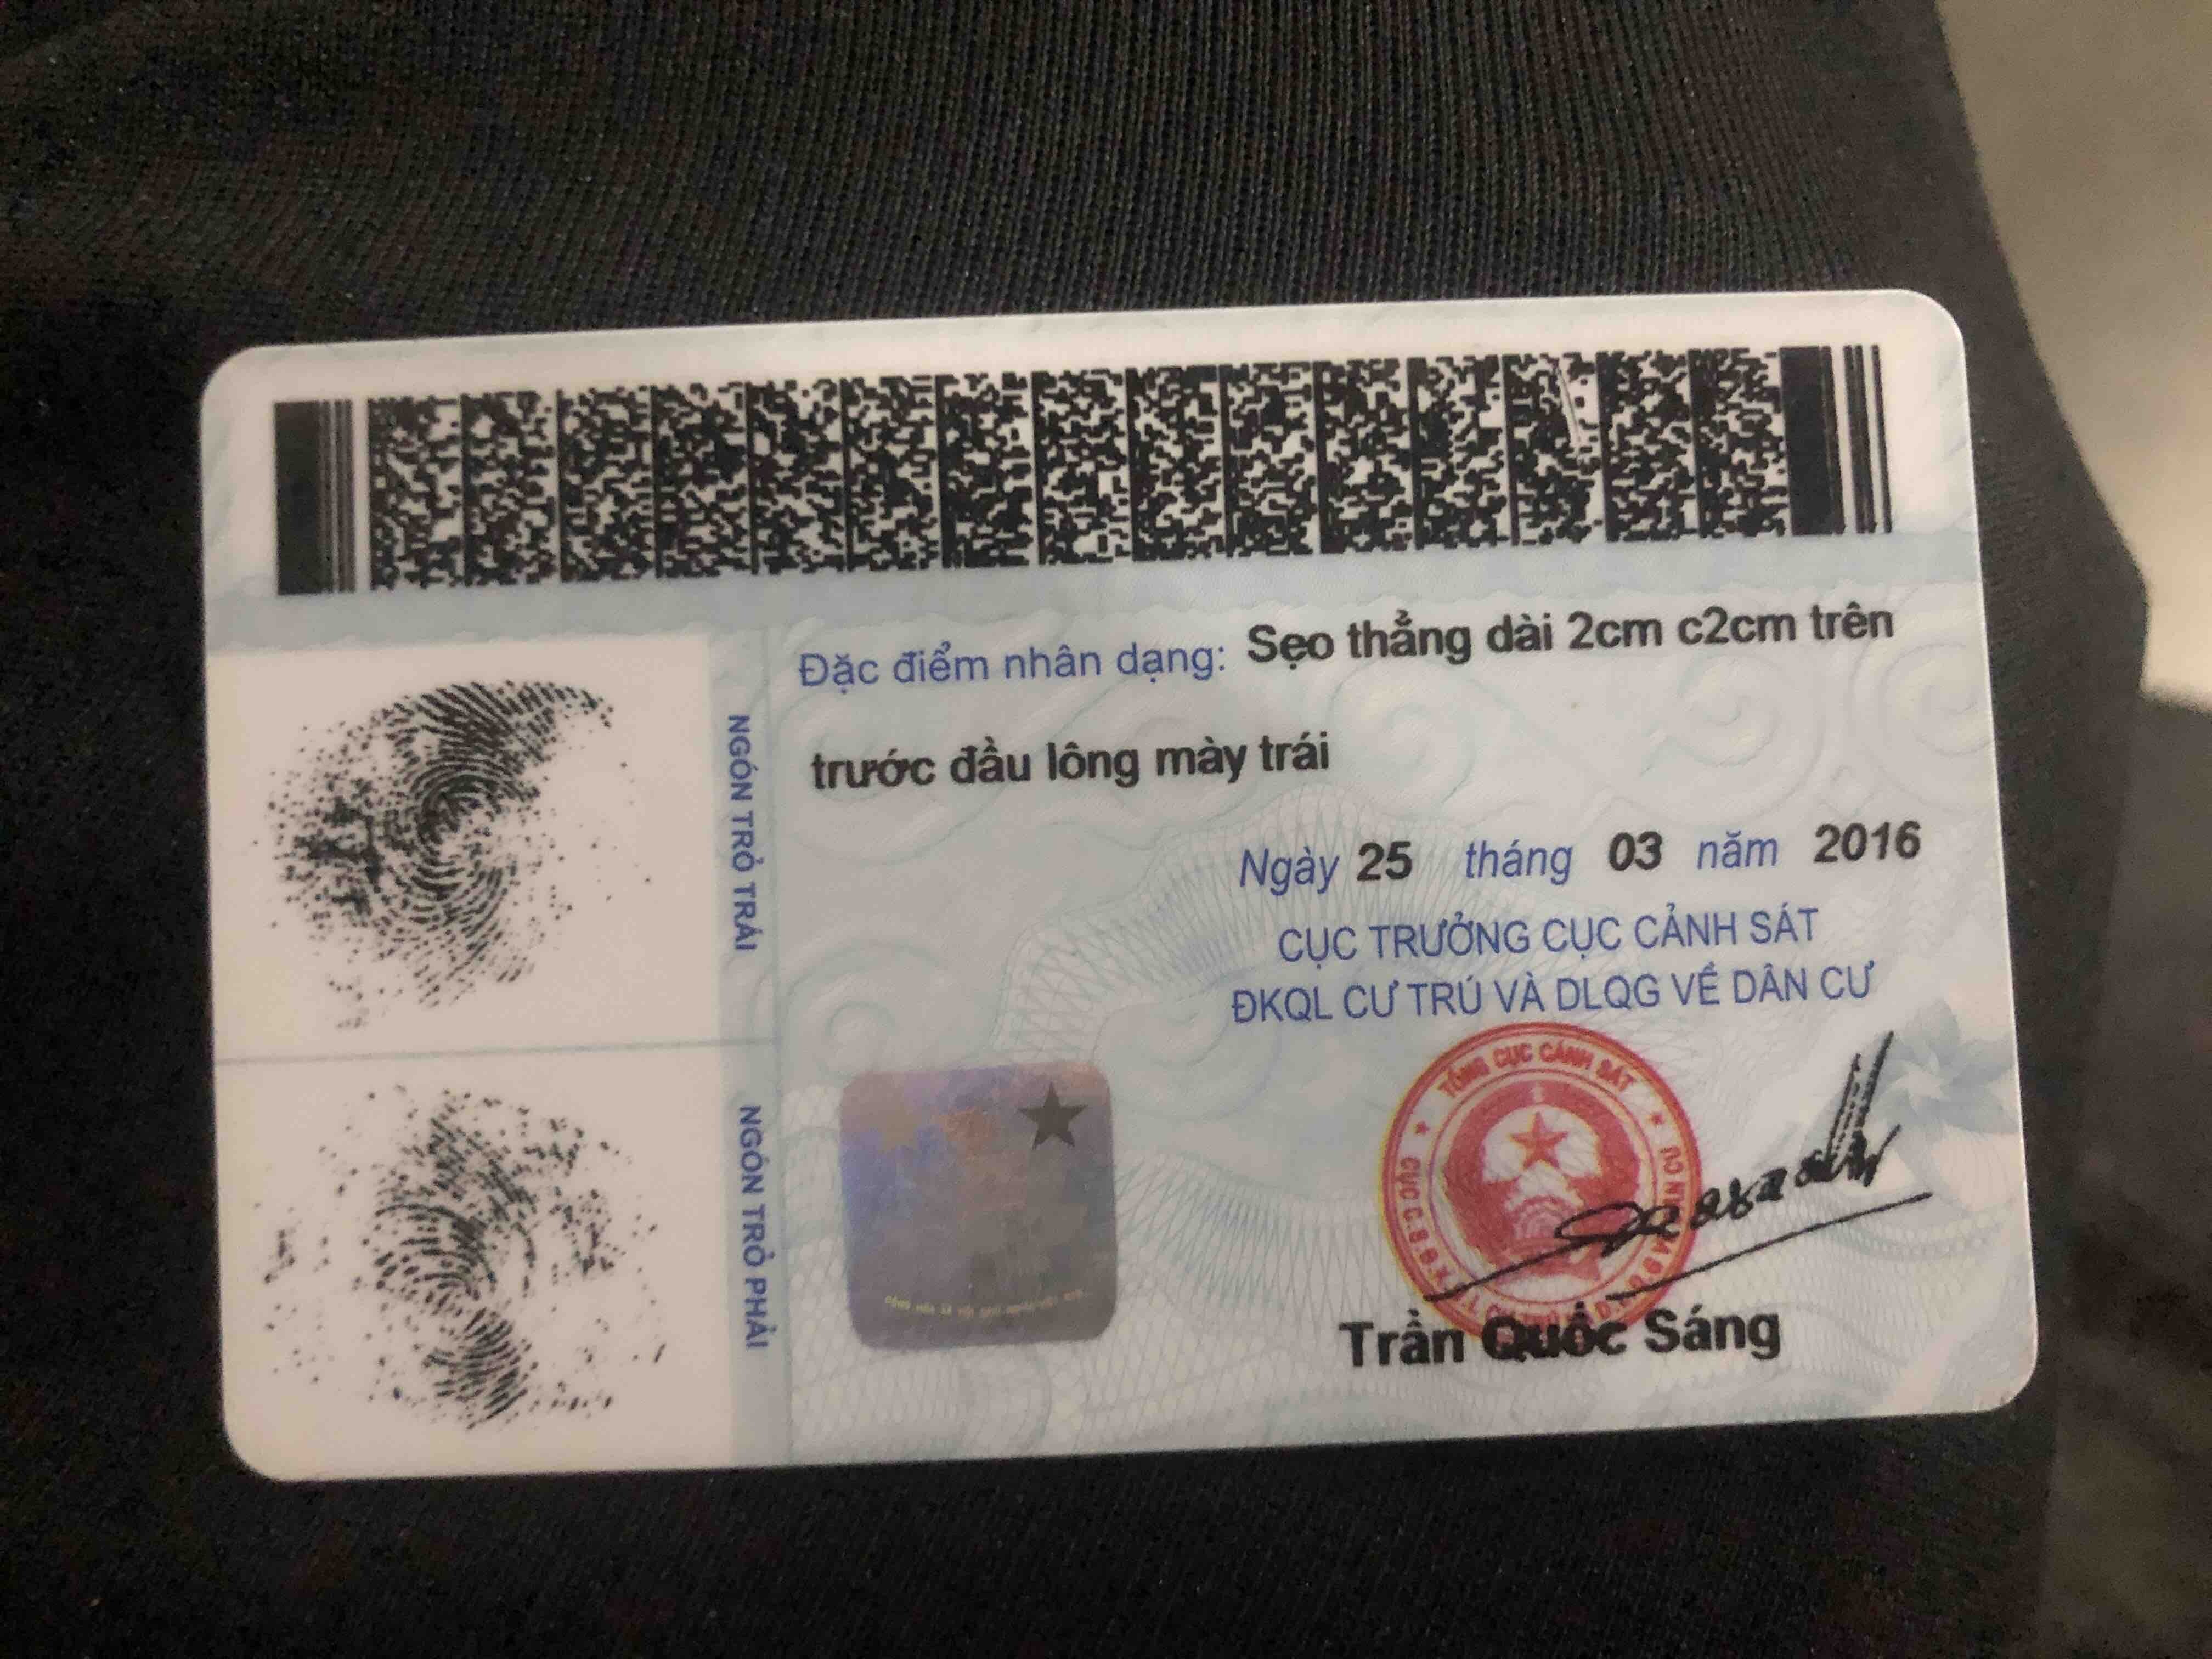 Đặc điểm nhân dạng: Sẹo thẳng dài 2cm c2cm trên
trước đầu lông mày trái
Ngày 25 tháng 03 năm 2016
CỤC TRƯỞNG CỤC CẢNH SÁT
ĐKQL CƯ TRÚ VÀ DLQG VỀ DÂN CƯ
TỔNG CỤC CẢNH SÁT
Trần Quốc Sáng
NGÓN TRỎ TRÁI
NGÓN TRỎ PHẢI